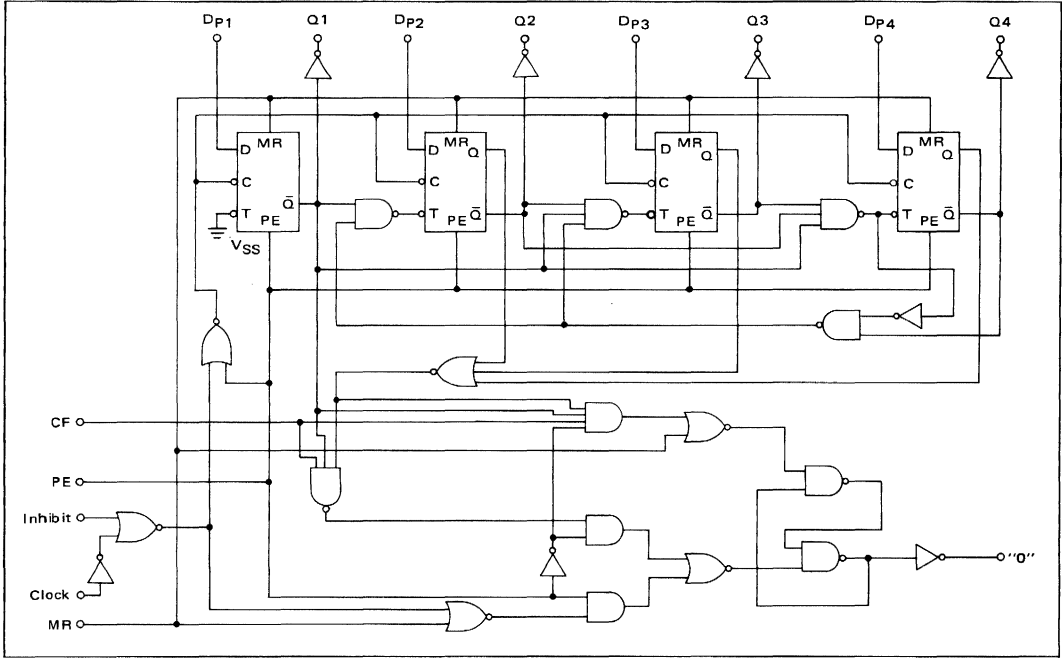 DP1 Q1 DP2 Q2 DP3 Q3 DP4 Q4
MR MR Q MR Q MR Q
D D D D
C C C C
T PE Q̅ T PE Q̅ T PE Q̅ T PE Q̅
VSS
CF
PE
Inhibit
Clock
MR
"0"